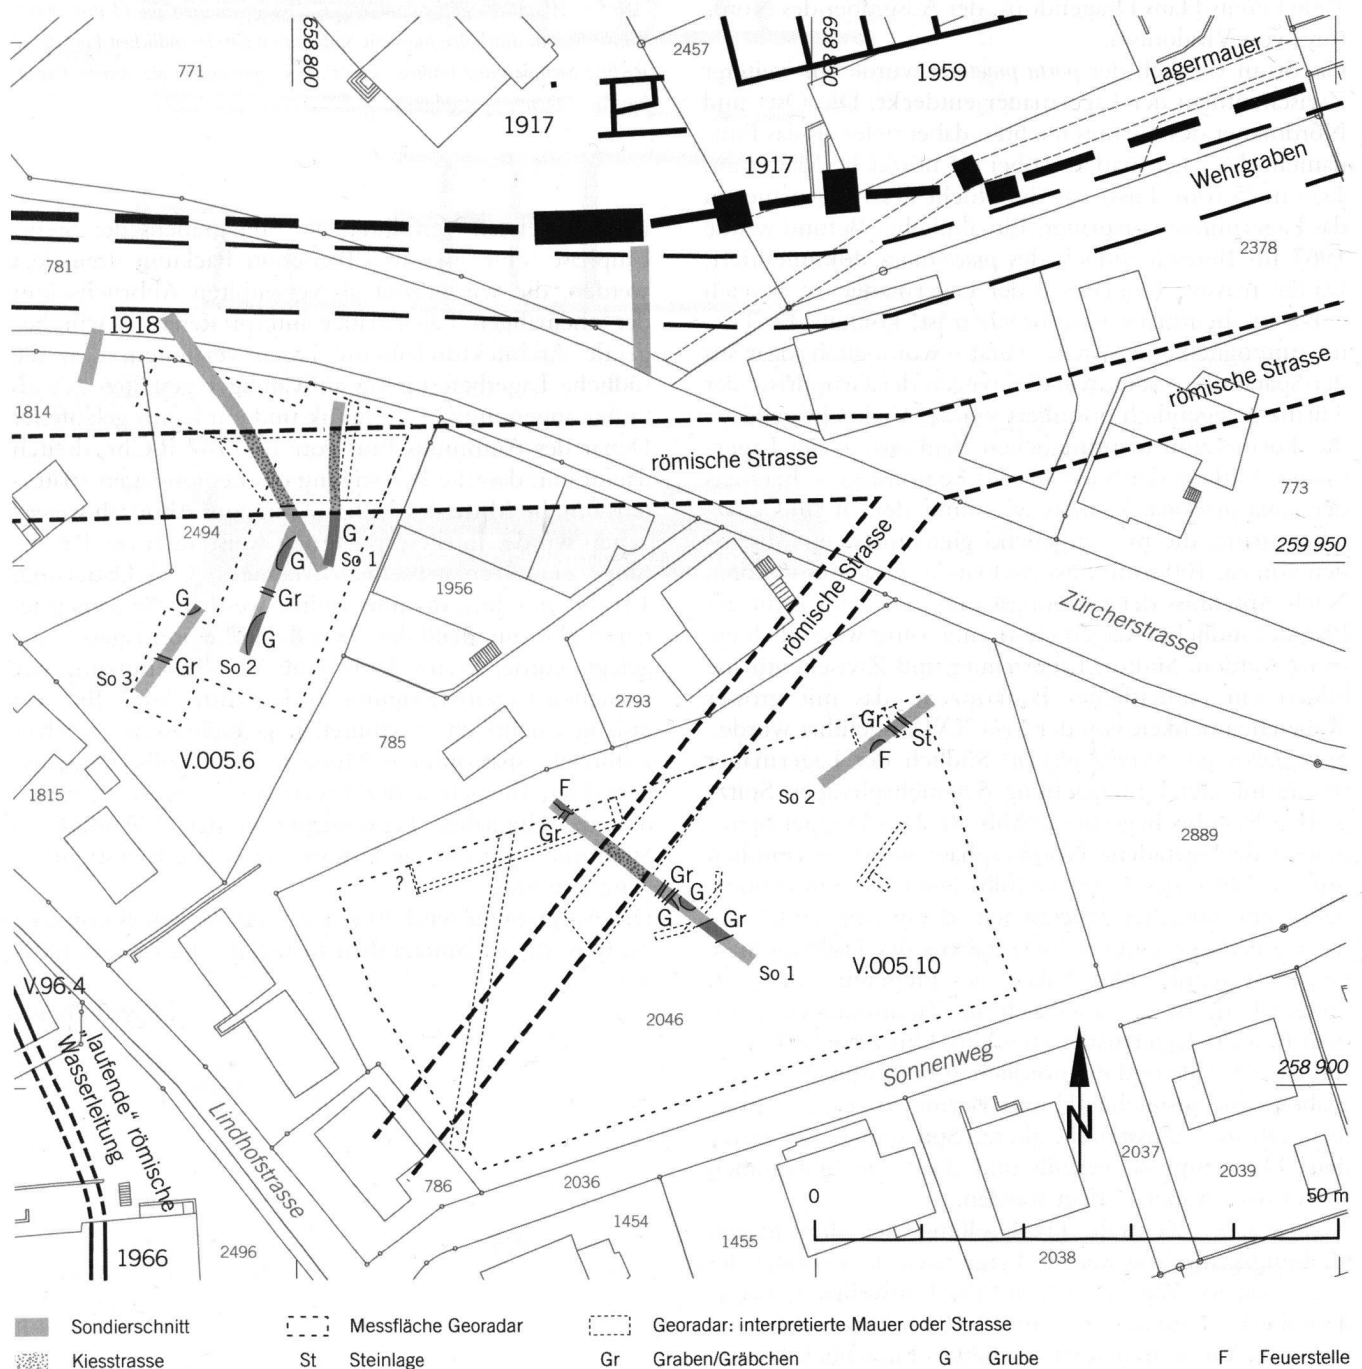 658 800
658 850
771
2457
1959
Lagermauer
1917
1917
Wehrgraben
2378
781
1918
römische Strasse
1814
römische Strasse
773
2494
G
So 1
259 950
G
1956
römische Strasse
Zürcherstrasse
G
Gr
G
Gr
So 3
So 2
2793
Gr
St
785
F
V.005.6
So 2
1815
F
2889
Gr
?
Gr
G
G
Gr
V.005.10
So 1
V.96.4
2046
„laufende“ römische
Wasserleitung
Sonnenweg
258 900
Lindhofstrasse
N
2037
2039
786
2036
0
50 m
1454
1455
2496
1966
2038
Sondierschnitt
Messfläche Georadar
Georadar: interpretierte Mauer oder Strasse
Kiesstrasse
St Steinlage
Gr Graben/Gräbchen
G Grube
F Feuerstelle